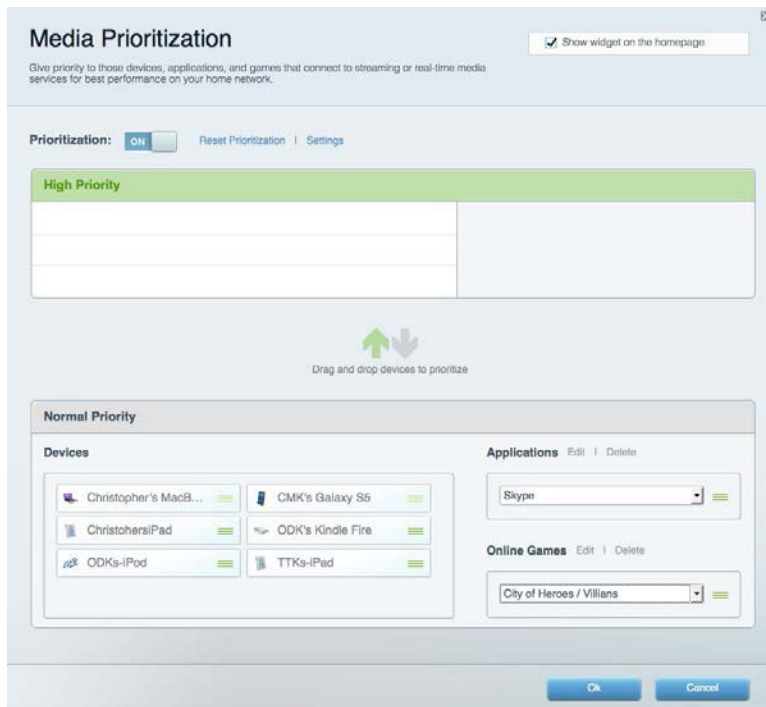 Media Prioritization
Show widget on the homepage
Give priority to those devices, applications, and games that connect to streaming or real-time media
services for best performance on your home network.
Prioritization: ON Reset Prioritization | Settings
High Priority
Drag and drop devices to prioritize
Normal Priority
Devices
Applications Edit | Delete
Christopher's MacB... CMK's Galaxy S5
Skype
ChristohersiPad ODK's Kindle Fire
ODKs-iPod TTKs-iPad
Online Games Edit | Delete
City of Heroes / Villians
Ok Cancel